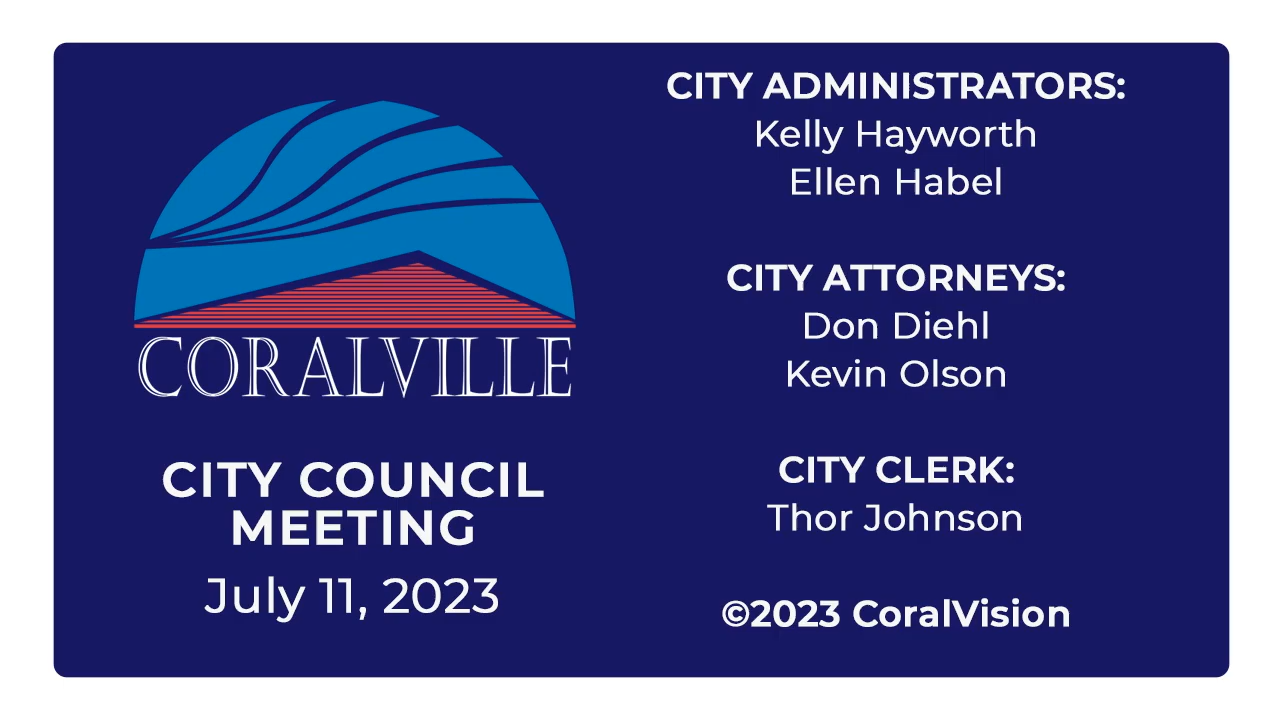 CORALVILLE
CITY COUNCIL
MEETING
July 11, 2023
CITY ADMINISTRATORS:
Kelly Hayworth
Ellen Habel
CITY ATTORNEYS:
Don Diehl
Kevin Olson
CITY CLERK:
Thor Johnson
©2023 CoralVision